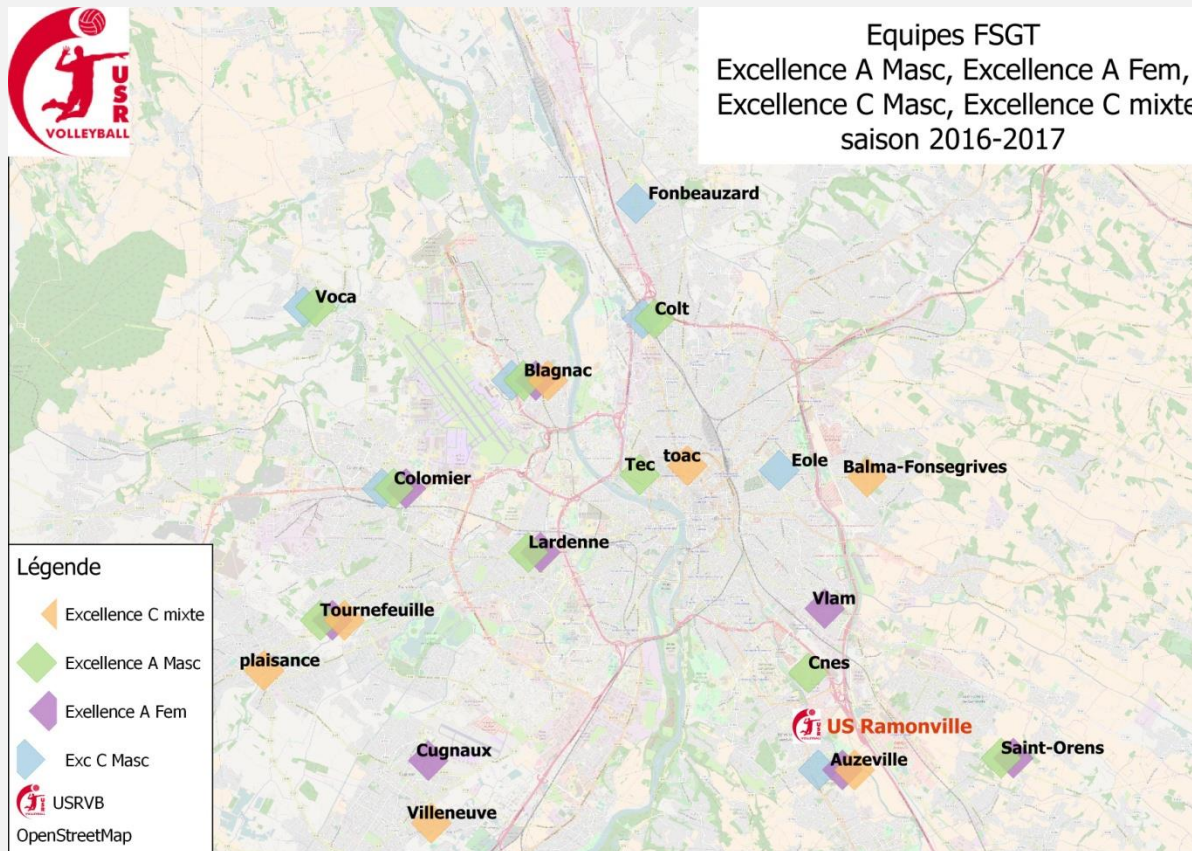 USR
VOLLEYBALL
Equipes FSGT
Excellence A Masc, Excellence A Fem,
Excellence C Masc, Excellence C mixte
saison 2016-2017
Fonbeauzard
Voca
Colt
Blagnac
Colomier
Tec
toac
Eole
Balma-Fonsegrives
Lardenne
Tournefeuille
Vlam
plaisance
Cnes
US Ramonville
Cugnaux
Auzeville
Saint-Orens
Villeneuve
Légende
Excellence C mixte
Excellence A Masc
Exellence A Fem
Exc C Masc
USRVB
OpenStreetMap